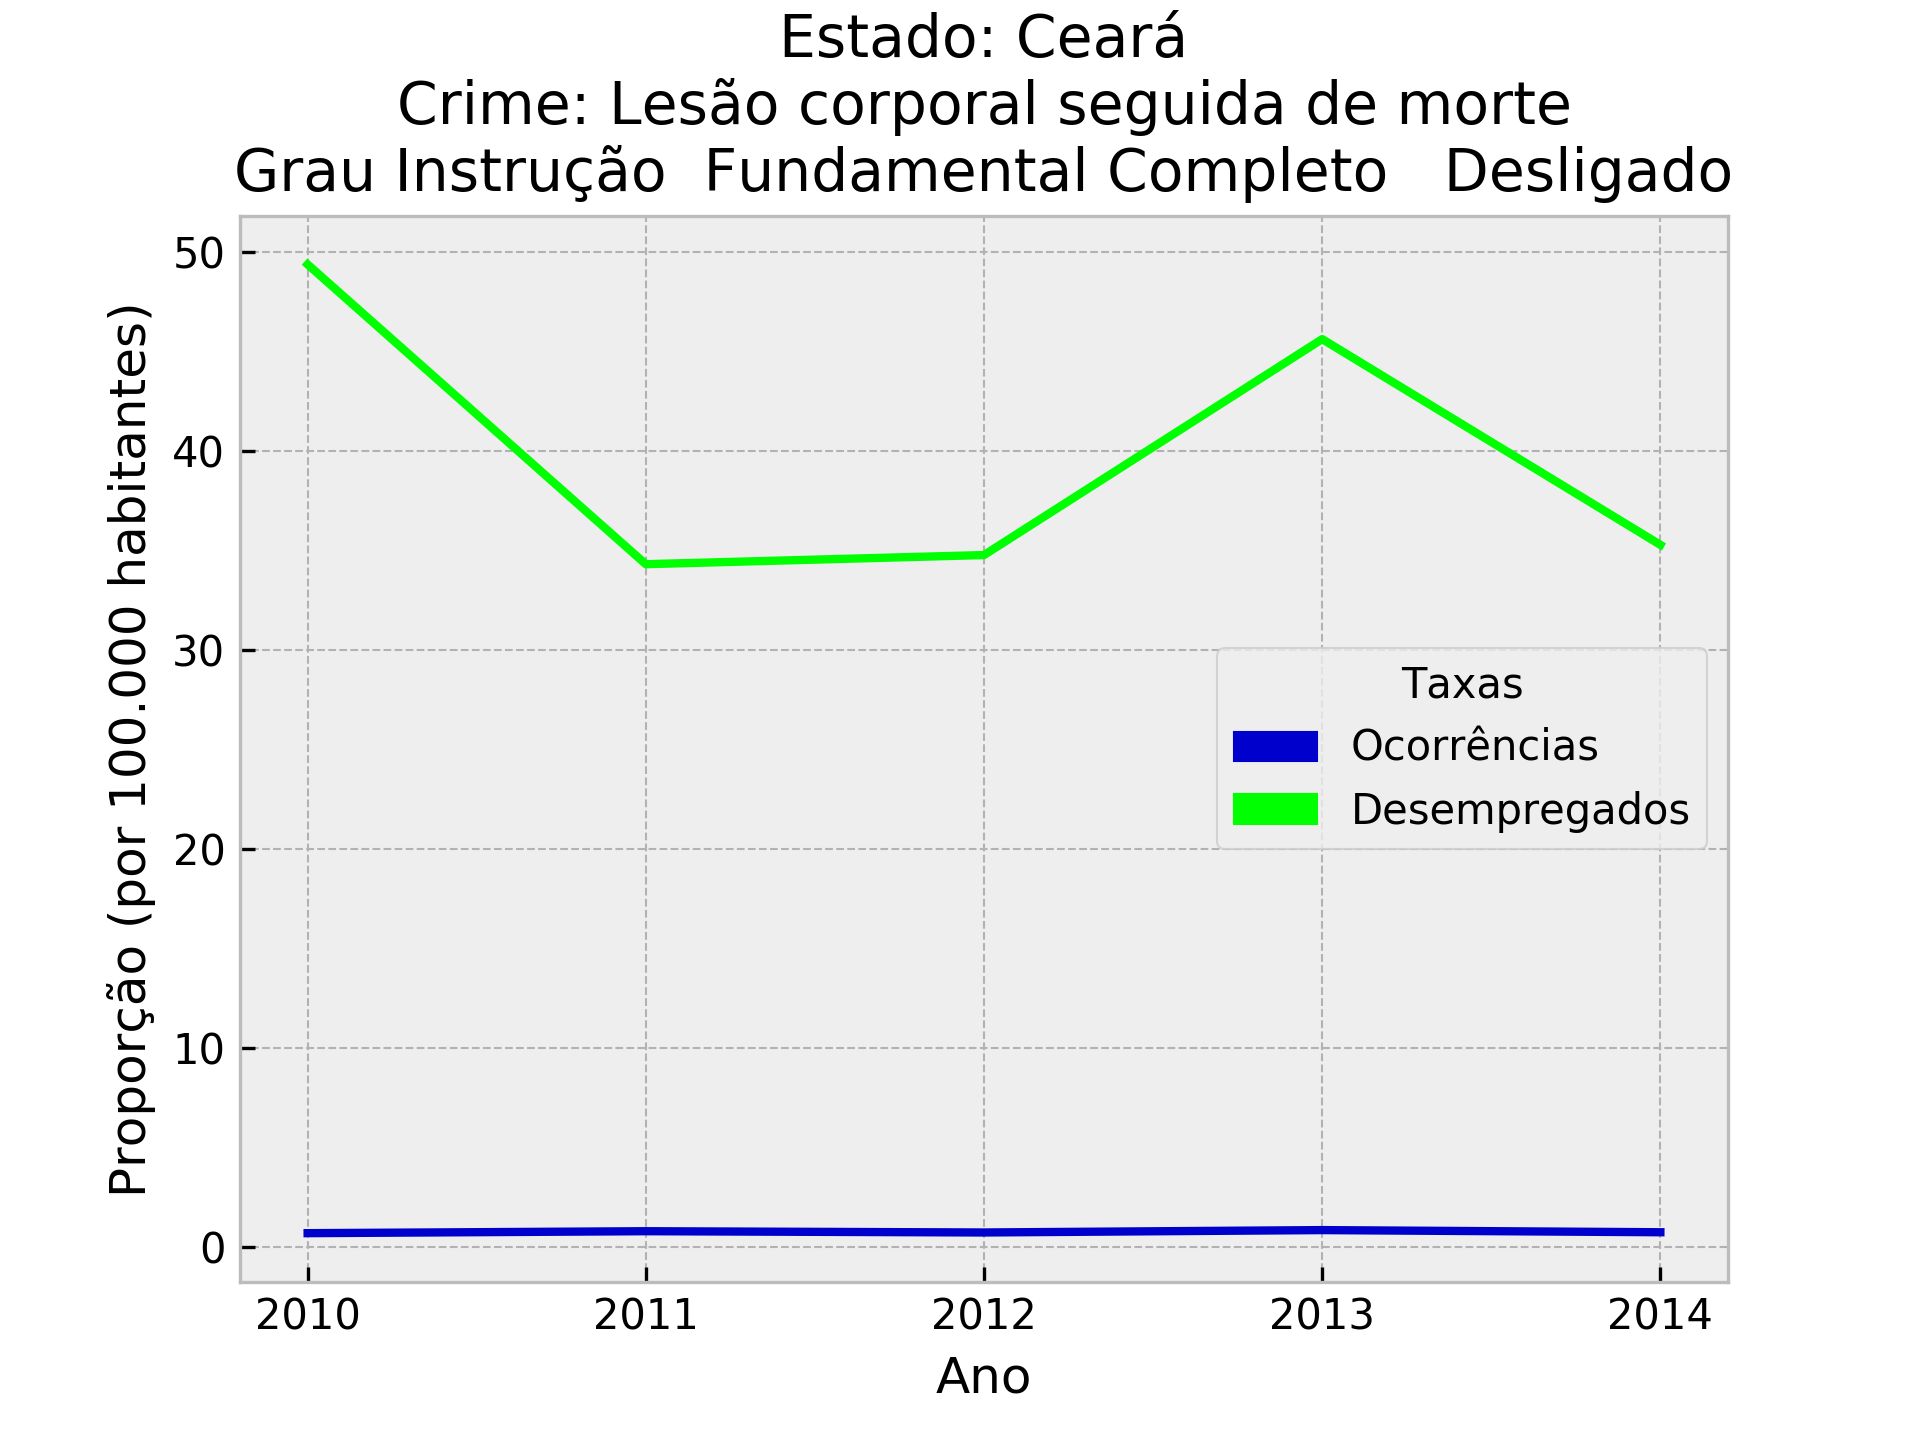 Estado: Ceará
Crime: Lesão corporal seguida de morte
Grau Instrução  Fundamental Completo   Desligado
Proporção (por 100.000 habitantes)
50
40
30
20
10
0
Taxas
Ocorrências
Desempregados
2010 2011 2012 2013 2014
Ano